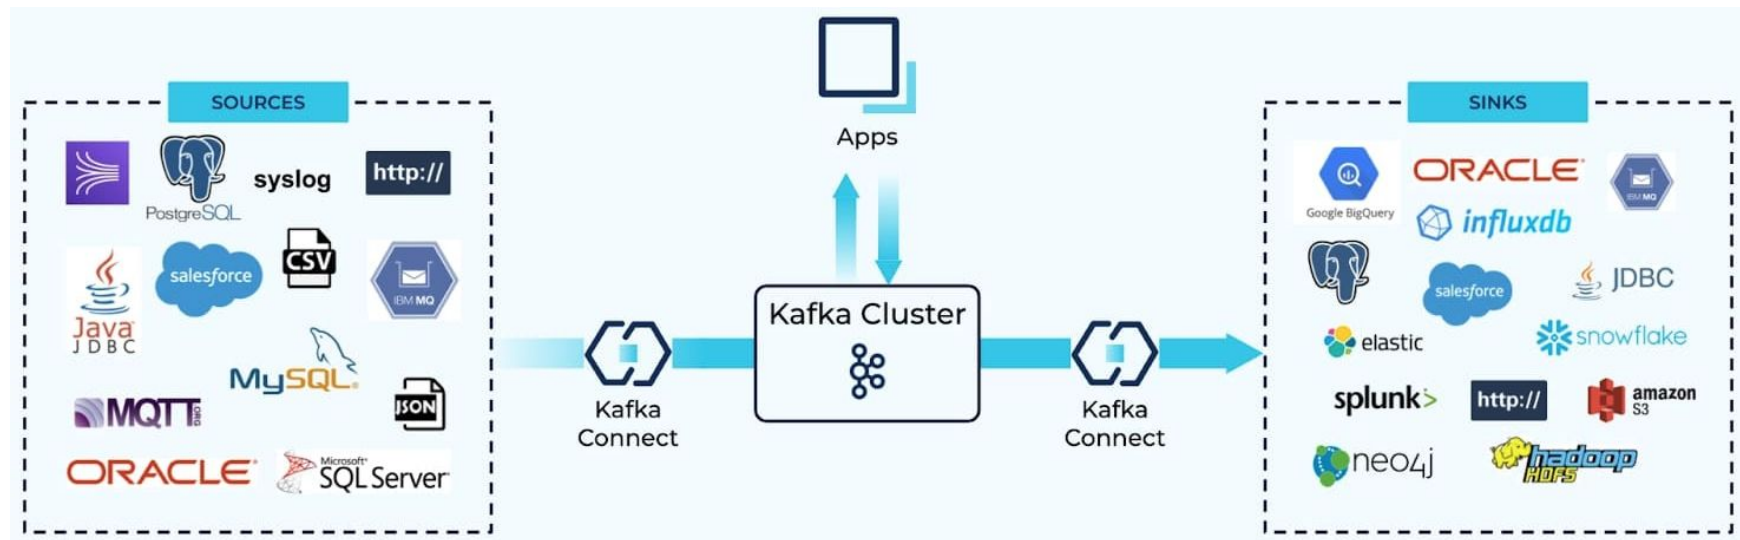 SOURCES
PostgreSQL
syslog
http://
Java
JDBC
salesforce
CSV
IBM MQ
MySQL
MQTT.ORG
JSON
ORACLE
Microsoft
SQL Server
Kafka
Connect
Apps
Kafka Cluster
Kafka
Connect
SINKS
Google BigQuery
ORACLE
IBM MQ
influxdb
salesforce
JDBC
elastic
snowflake
splunk>
http://
amazon
S3
neo4j
hadoop
HDFS